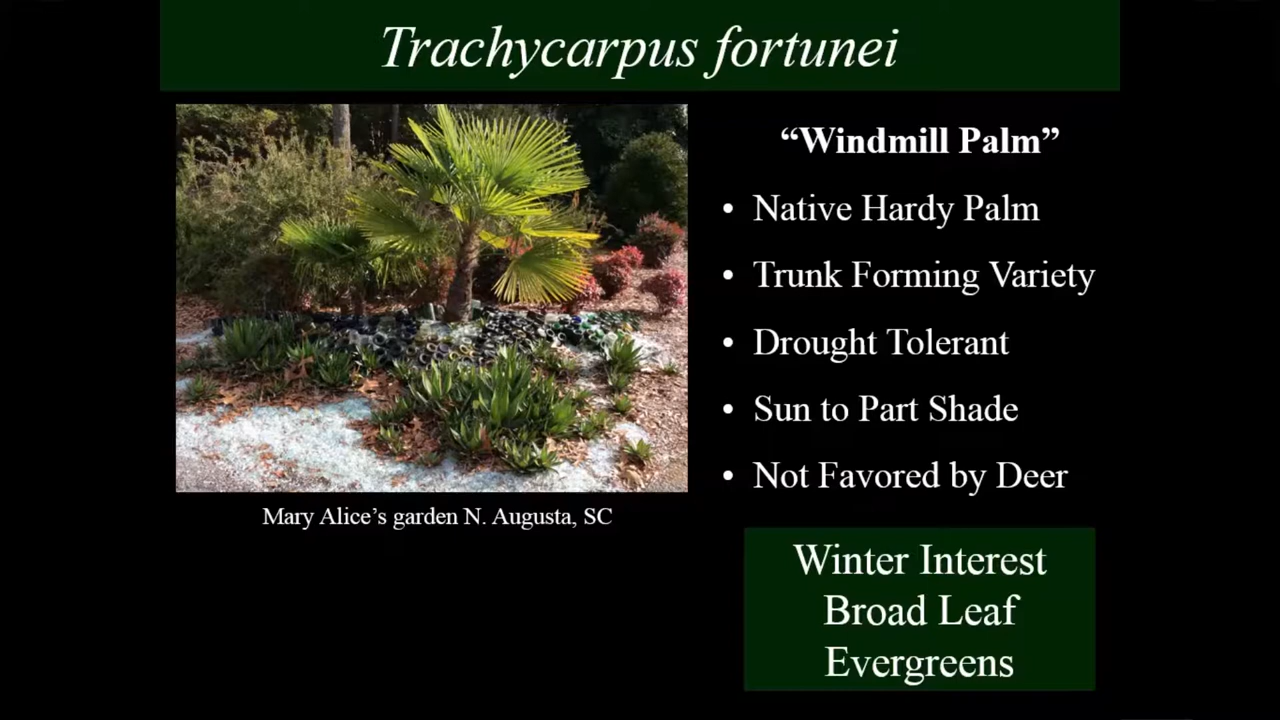 Trachycarpus fortunei
“Windmill Palm”
• Native Hardy Palm
• Trunk Forming Variety
• Drought Tolerant
• Sun to Part Shade
• Not Favored by Deer
Mary Alice’s garden N. Augusta, SC
Winter Interest
Broad Leaf
Evergreens